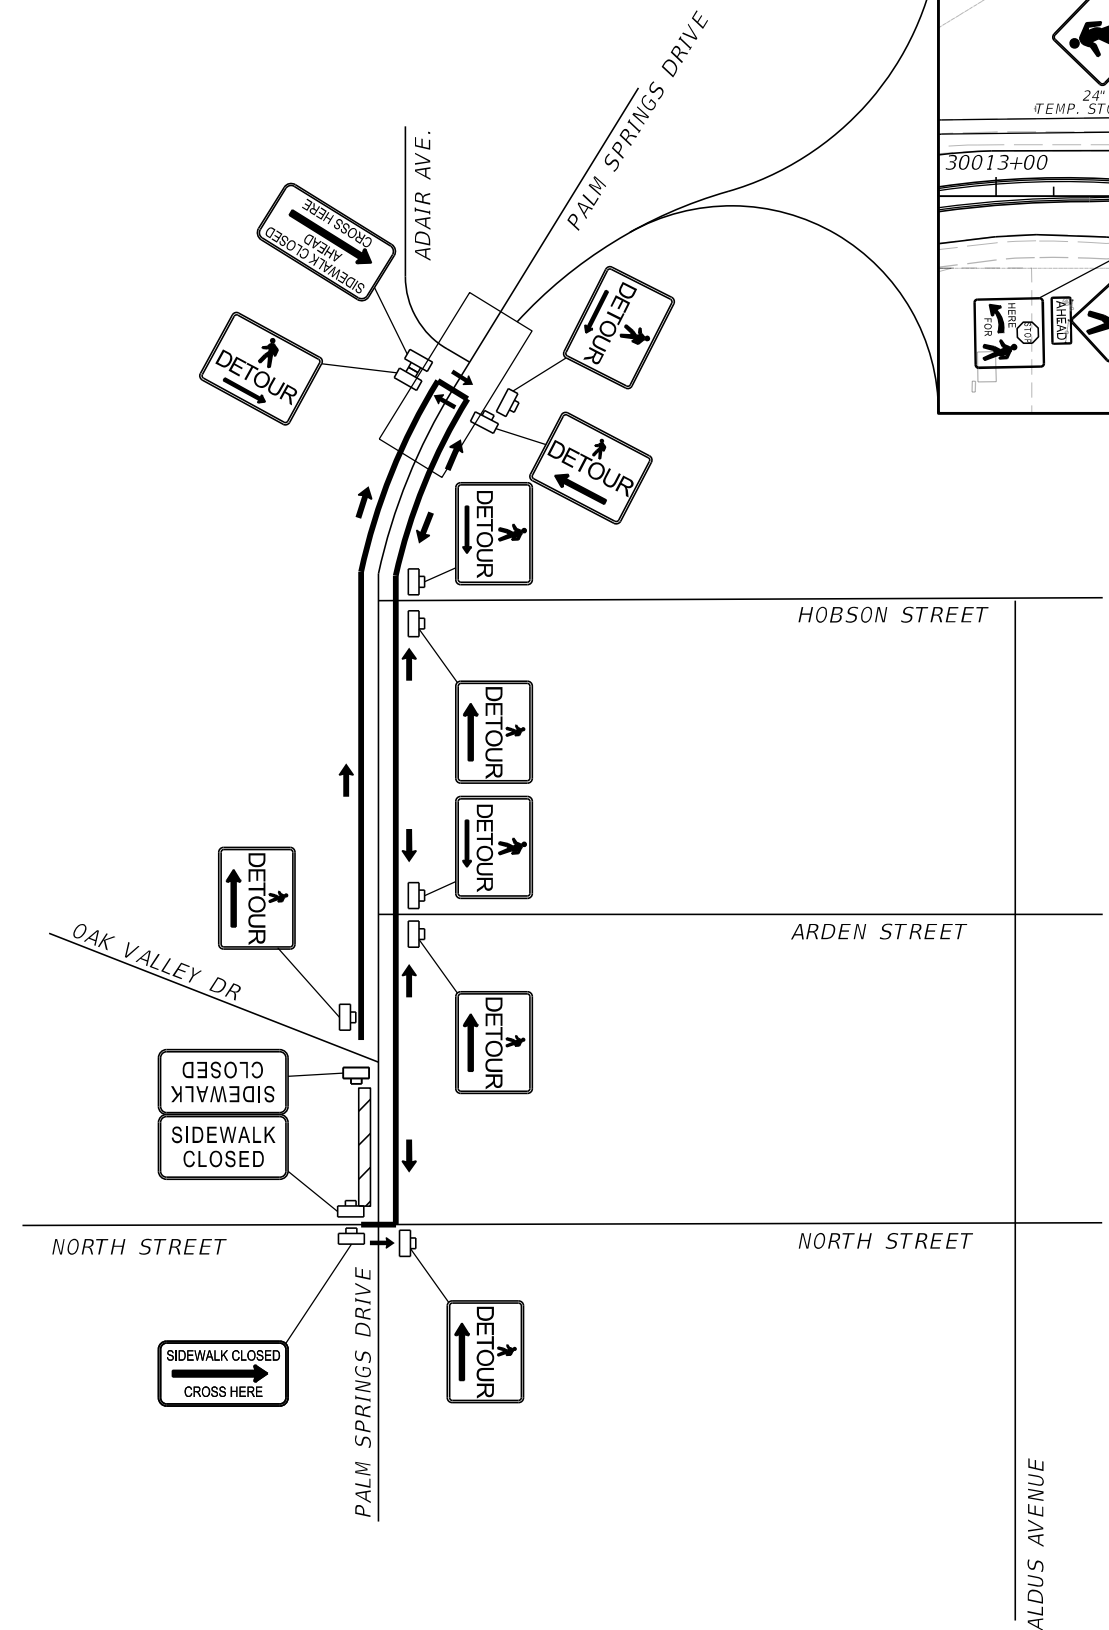 PALM SPRINGS DRIVE
ADAIR AVE.
24"
TEMP.
30013+00
SIDEWALK CLOSED
AHEAD
CROSS HERE
DETOUR
DETOUR
DETOUR
HERE
FOR
STOP
AHEAD
DETOUR
HOBSON STREET
DETOUR
DETOUR
DETOUR
ARDEN STREET
OAK VALLEY DR
DETOUR
SIDEWALK
CLOSED
SIDEWALK
CLOSED
NORTH STREET
NORTH STREET
PALM SPRINGS DRIVE
SIDEWALK CLOSED
CROSS HERE
DETOUR
ALDUS AVENUE